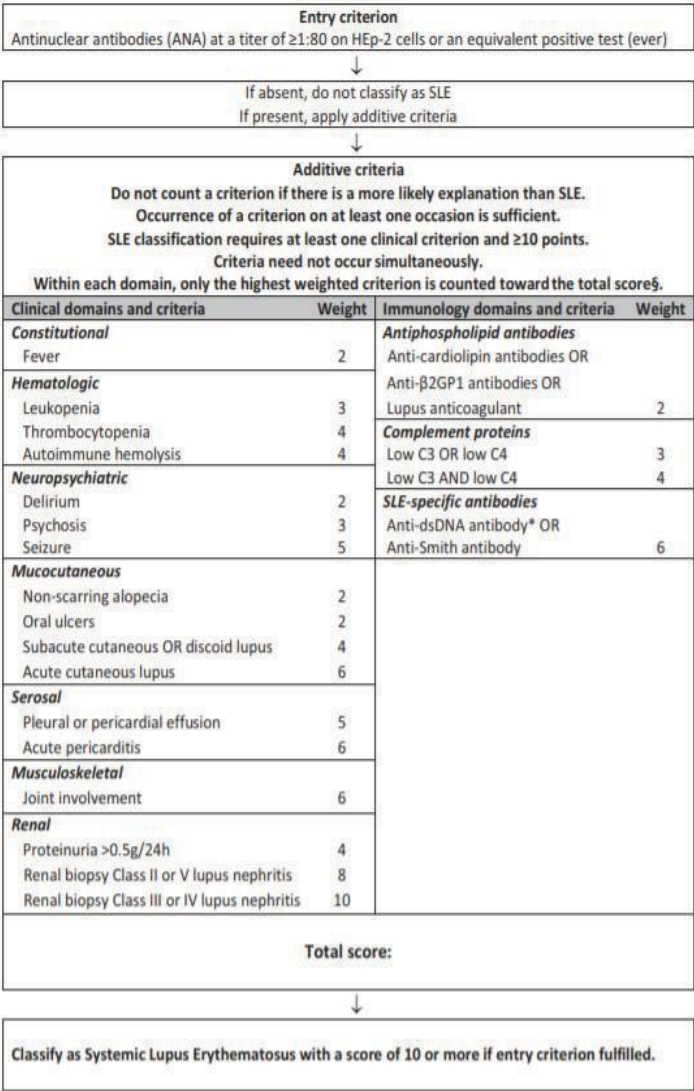 Entry criterion
Antinuclear antibodies (ANA) at a titer of ≥1:80 on HEp-2 cells or an equivalent positive test (ever)
↓
If absent, do not classify as SLE
If present, apply additive criteria
↓
Additive criteria
Do not count a criterion if there is a more likely explanation than SLE.
Occurrence of a criterion on at least one occasion is sufficient.
SLE classification requires at least one clinical criterion and ≥10 points.
Criteria need not occur simultaneously.
Within each domain, only the highest weighted criterion is counted toward the total score§.
Clinical domains and criteria Weight Immunology domains and criteria Weight
Constitutional Antiphospholipid antibodies
Fever 2 Anti-cardiolipin antibodies OR
Hematologic Anti-β2GP1 antibodies OR
Leukopenia 3 Lupus anticoagulant 2
Thrombocytopenia 4 Complement proteins
Autoimmune hemolysis 4 Low C3 OR low C4 3
Neuropsychiatric Low C3 AND low C4 4
Delirium 2 SLE-specific antibodies
Psychosis 3 Anti-dsDNA antibody* OR
Seizure 5 Anti-Smith antibody 6
Mucocutaneous
Non-scarring alopecia 2
Oral ulcers 2
Subacute cutaneous OR discoid lupus 4
Acute cutaneous lupus 6
Serosal
Pleural or pericardial effusion 5
Acute pericarditis 6
Musculoskeletal
Joint involvement 6
Renal
Proteinuria >0.5g/24h 4
Renal biopsy Class II or V lupus nephritis 8
Renal biopsy Class III or IV lupus nephritis 10
Total score:
↓
Classify as Systemic Lupus Erythematosus with a score of 10 or more if entry criterion fulfilled.